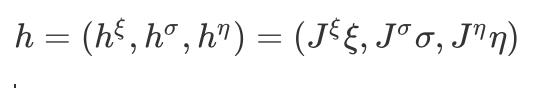 h = (h^ξ, h^σ, h^η) = (J^ξ ξ, J^σ σ, J^η η)